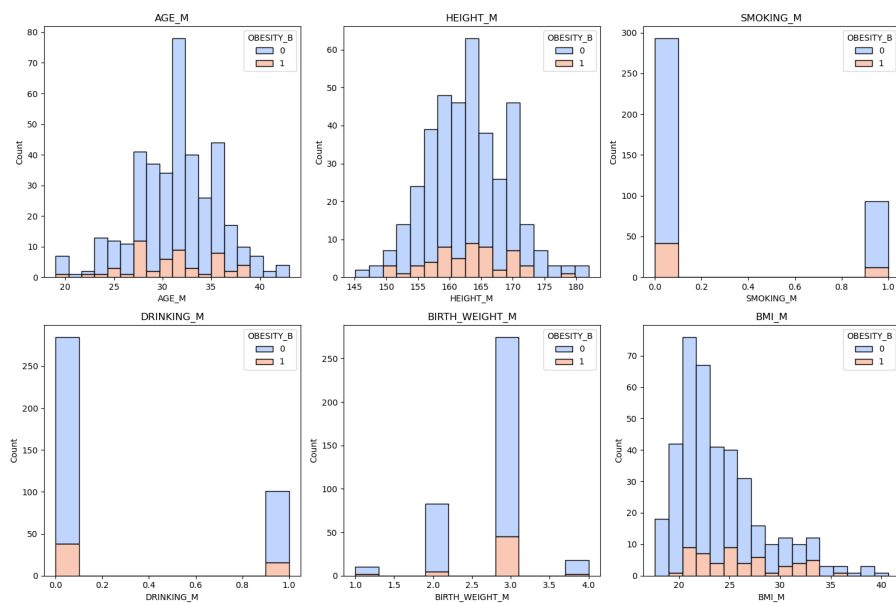 AGE_M
OBESITY_B
0
1
80
70
60
50
40
30
20
10
0
Count
20 25 30 35 40
AGE_M
HEIGHT_M
OBESITY_B
0
1
60
50
40
30
20
10
0
Count
145 150 155 160 165 170 175 180
HEIGHT_M
SMOKING_M
OBESITY_B
0
1
300
250
200
150
100
50
0
Count
0.0 0.2 0.4 0.6 0.8 1.0
SMOKING_M
DRINKING_M
OBESITY_B
0
1
250
200
150
100
50
0
Count
0.0 0.2 0.4 0.6 0.8 1.0
DRINKING_M
BIRTH_WEIGHT_M
OBESITY_B
0
1
250
200
150
100
50
0
Count
1.0 1.5 2.0 2.5 3.0 3.5 4.0
BIRTH_WEIGHT_M
BMI_M
OBESITY_B
0
1
70
60
50
40
30
20
10
0
Count
20 25 30 35 40
BMI_M